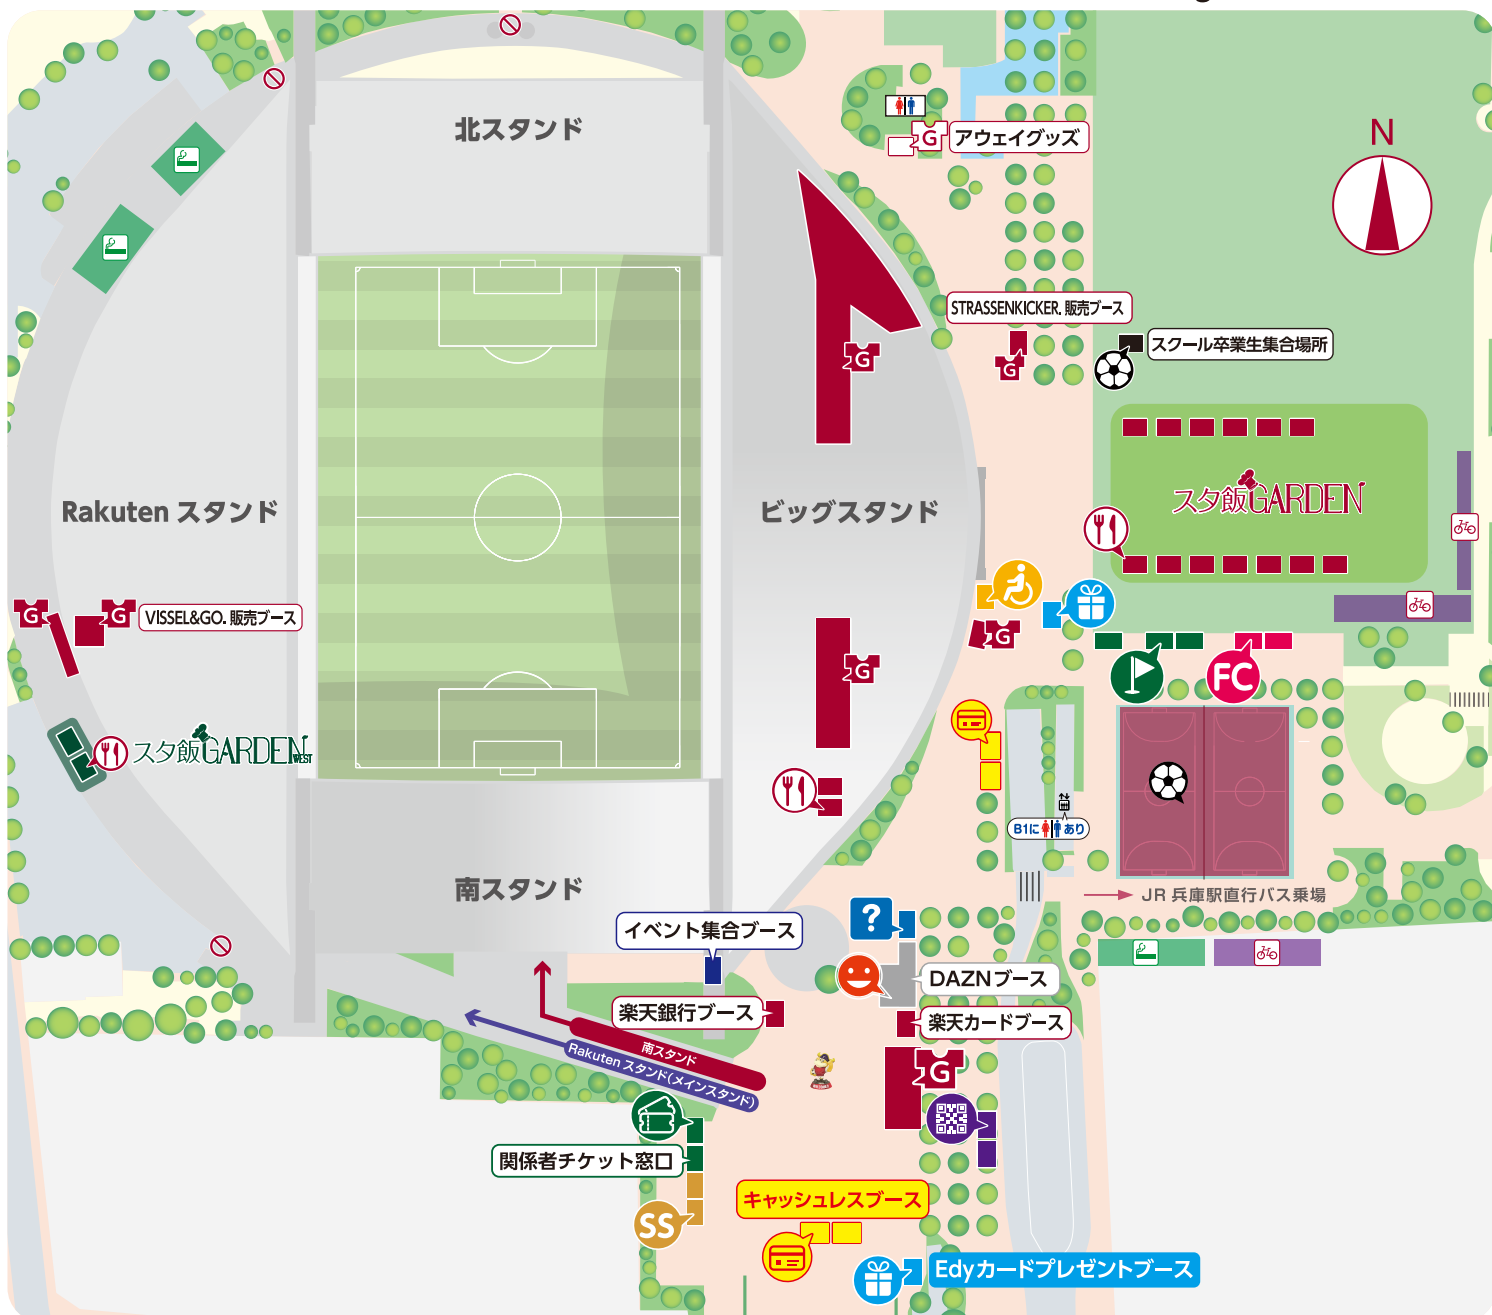 北スタンド
G
アウェイグッズ
N
STRASSENKICKER. 販売ブース
G
G
スクール卒業生集合場所
スタ飯GARDEN
Rakuten スタンド
ビッグスタンド
G
G
VISSEL&GO. 販売ブース
G
G
FC
スタ飯GARDEN WEST
B1に
あり
南スタンド
JR 兵庫駅直行バス乗場
イベント集合ブース
?
DAZN ブース
楽天銀行ブース
楽天カードブース
南スタンド
Rakuten スタンド(メインスタンド)
G
関係者チケット窓口
SS
キャッシュレスブース
Edyカードプレゼントブース